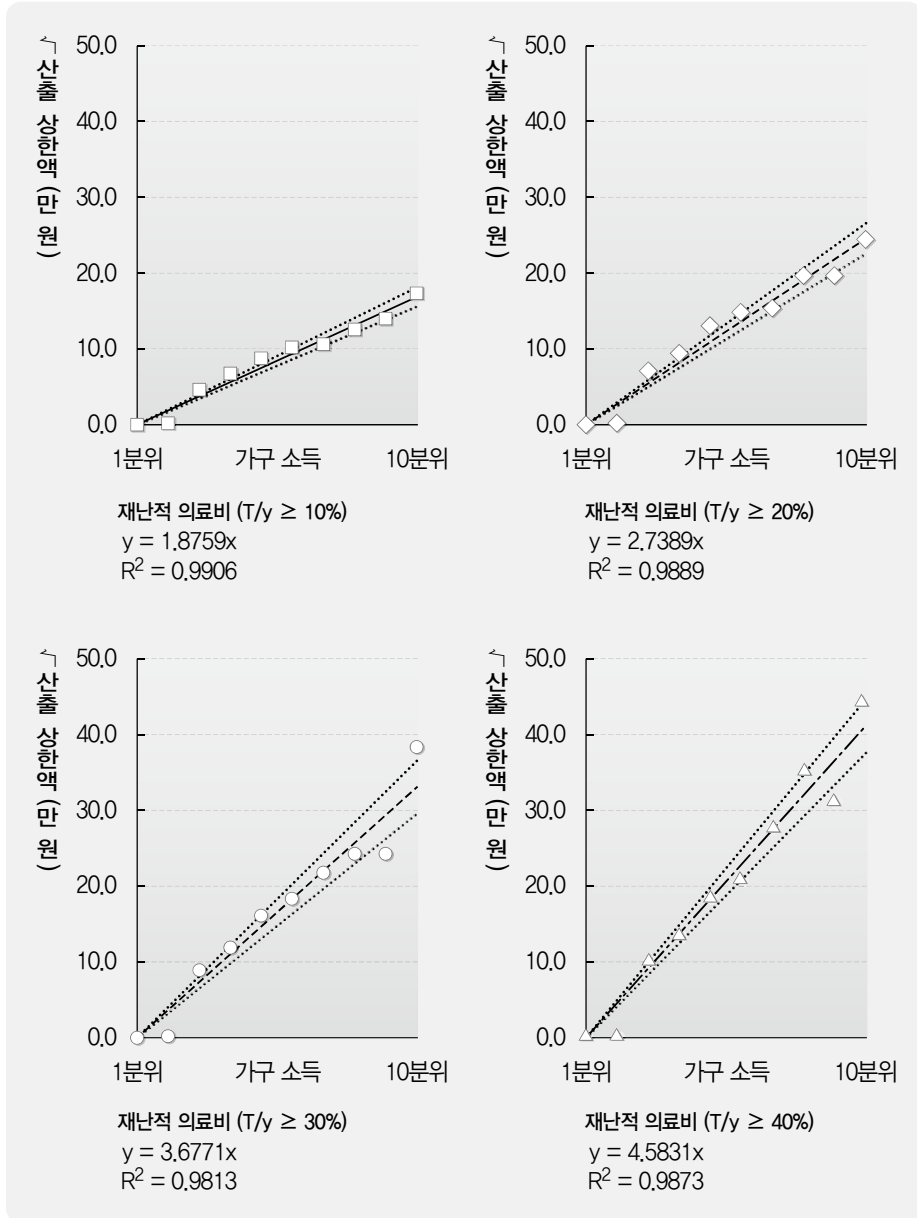 √산출 상한액(만 원)
50.0
40.0
30.0
20.0
10.0
0.0
1분위 가구 소득 10분위
재난적 의료비 (T/y ≥ 10%)
y = 1.8759x
R² = 0.9906
√산출 상한액(만 원)
50.0
40.0
30.0
20.0
10.0
0.0
1분위 가구 소득 10분위
재난적 의료비 (T/y ≥ 20%)
y = 2.7389x
R² = 0.9889
√산출 상한액(만 원)
50.0
40.0
30.0
20.0
10.0
0.0
1분위 가구 소득 10분위
재난적 의료비 (T/y ≥ 30%)
y = 3.6771x
R² = 0.9813
√산출 상한액(만 원)
50.0
40.0
30.0
20.0
10.0
0.0
1분위 가구 소득 10분위
재난적 의료비 (T/y ≥ 40%)
y = 4.5831x
R² = 0.9873